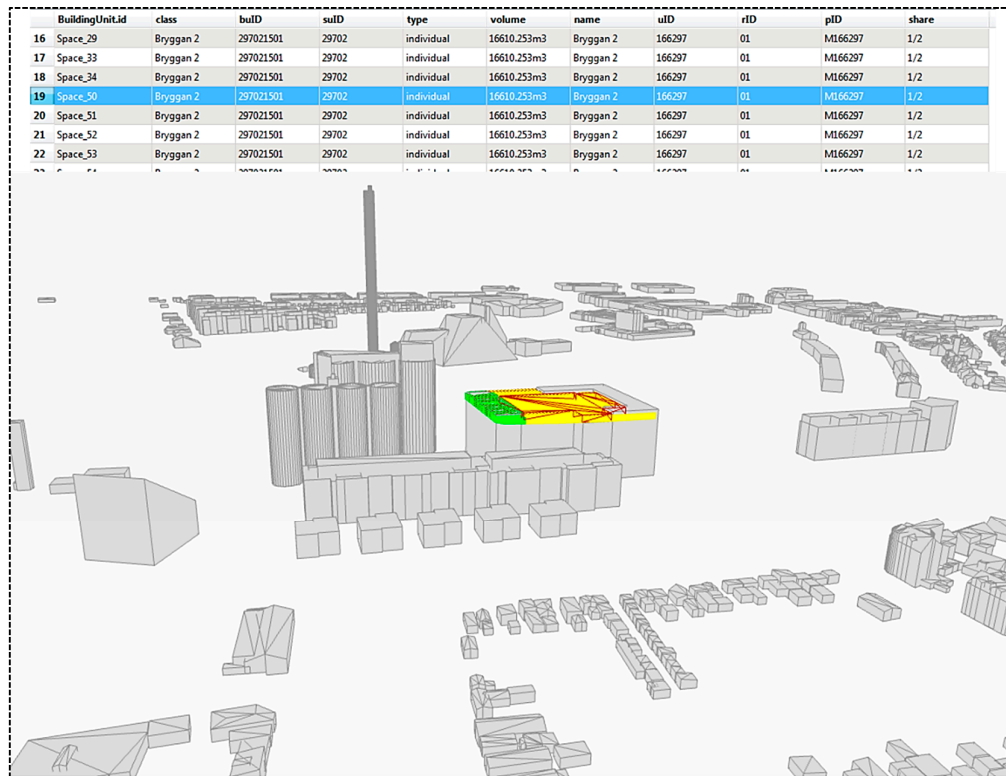 BuildingUnit.id class buID suID type volume name uID rID pID share
16 Space_29 Bryggan 2 297021501 29702 individual 16610.253m3 Bryggan 2 166297 01 M166297 1/2
17 Space_33 Bryggan 2 297021501 29702 individual 16610.253m3 Bryggan 2 166297 01 M166297 1/2
18 Space_34 Bryggan 2 297021501 29702 individual 16610.253m3 Bryggan 2 166297 01 M166297 1/2
19 Space_50 Bryggan 2 297021501 29702 individual 16610.253m3 Bryggan 2 166297 01 M166297 1/2
20 Space_51 Bryggan 2 297021501 29702 individual 16610.253m3 Bryggan 2 166297 01 M166297 1/2
21 Space_52 Bryggan 2 297021501 29702 individual 16610.253m3 Bryggan 2 166297 01 M166297 1/2
22 Space_53 Bryggan 2 297021501 29702 individual 16610.253m3 Bryggan 2 166297 01 M166297 1/2